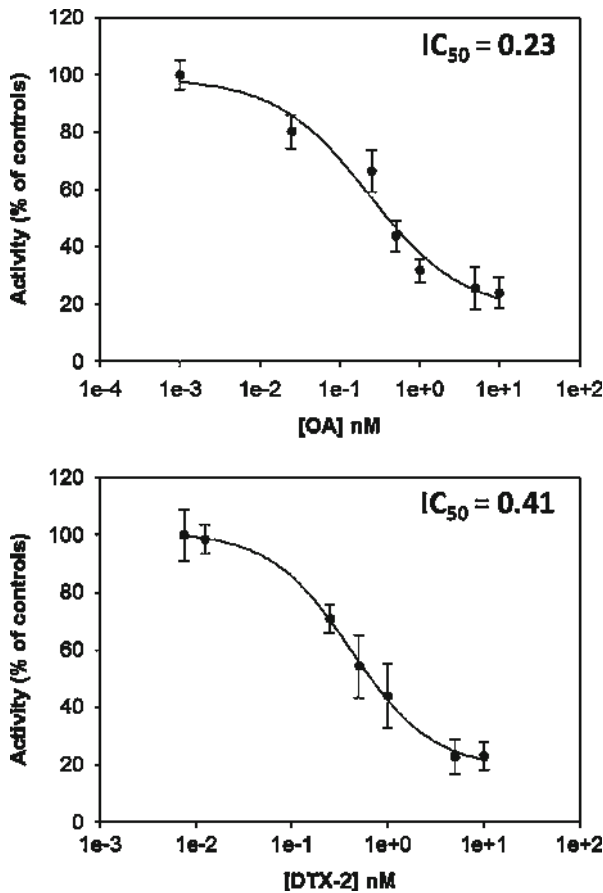 IC50 = 0.23
120
100
80
60
40
20
0
Activity (% of controls)
1e-4 1e-3 1e-2 1e-1 1e+0 1e+1 1e+2
[OA] nM
IC50 = 0.41
120
100
80
60
40
20
0
Activity (% of controls)
1e-3 1e-2 1e-1 1e+0 1e+1 1e+2
[DTX-2] nM